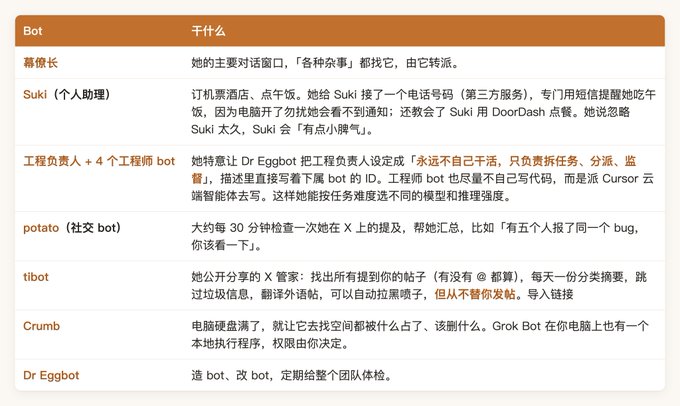 Bot 干什么
幕僚长 她的主要对话窗口，「各种杂事」都找它，由它转派。
Suki（个人助理） 订机票酒店、点午饭。她给 Suki 接了一个电话号码（第三方服务），专门用短信提醒她吃午
饭，因为电脑开了勿扰她会看不到通知；还教会了 Suki 用 DoorDash 点餐。她说忽略
Suki 太久，Suki 会「有点小脾气」。
工程负责人 + 4 个工程师 bot 她特意让 Dr Eggbot 把工程负责人设定成「永远不自己干活，只负责拆任务、分派、监
督」，描述里直接写着下属 bot 的 ID。工程师 bot 也尽量不自己写代码，而是派 Cursor 云
端智能体去写。这样她能按任务难度选不同的模型和推理强度。
potato（社交 bot） 大约每 30 分钟检查一次她在 X 上的提及，帮她汇总，比如「有五个人报了同一个 bug，
你该看一下」。
tibot 她公开分享的 X 管家：找出所有提到你的帖子（有没有 @ 都算），每天一份分类摘要，跳
过垃圾信息，翻译外语帖，可以自动拉黑喷子，但从不替你发帖。导入链接
Crumb 电脑硬盘满了，就让它去找空间都被什么占了、该删什么。Grok Bot 在你电脑上也有一个
本地执行程序，权限由你决定。
Dr Eggbot 造 bot、改 bot，定期给整个团队体检。